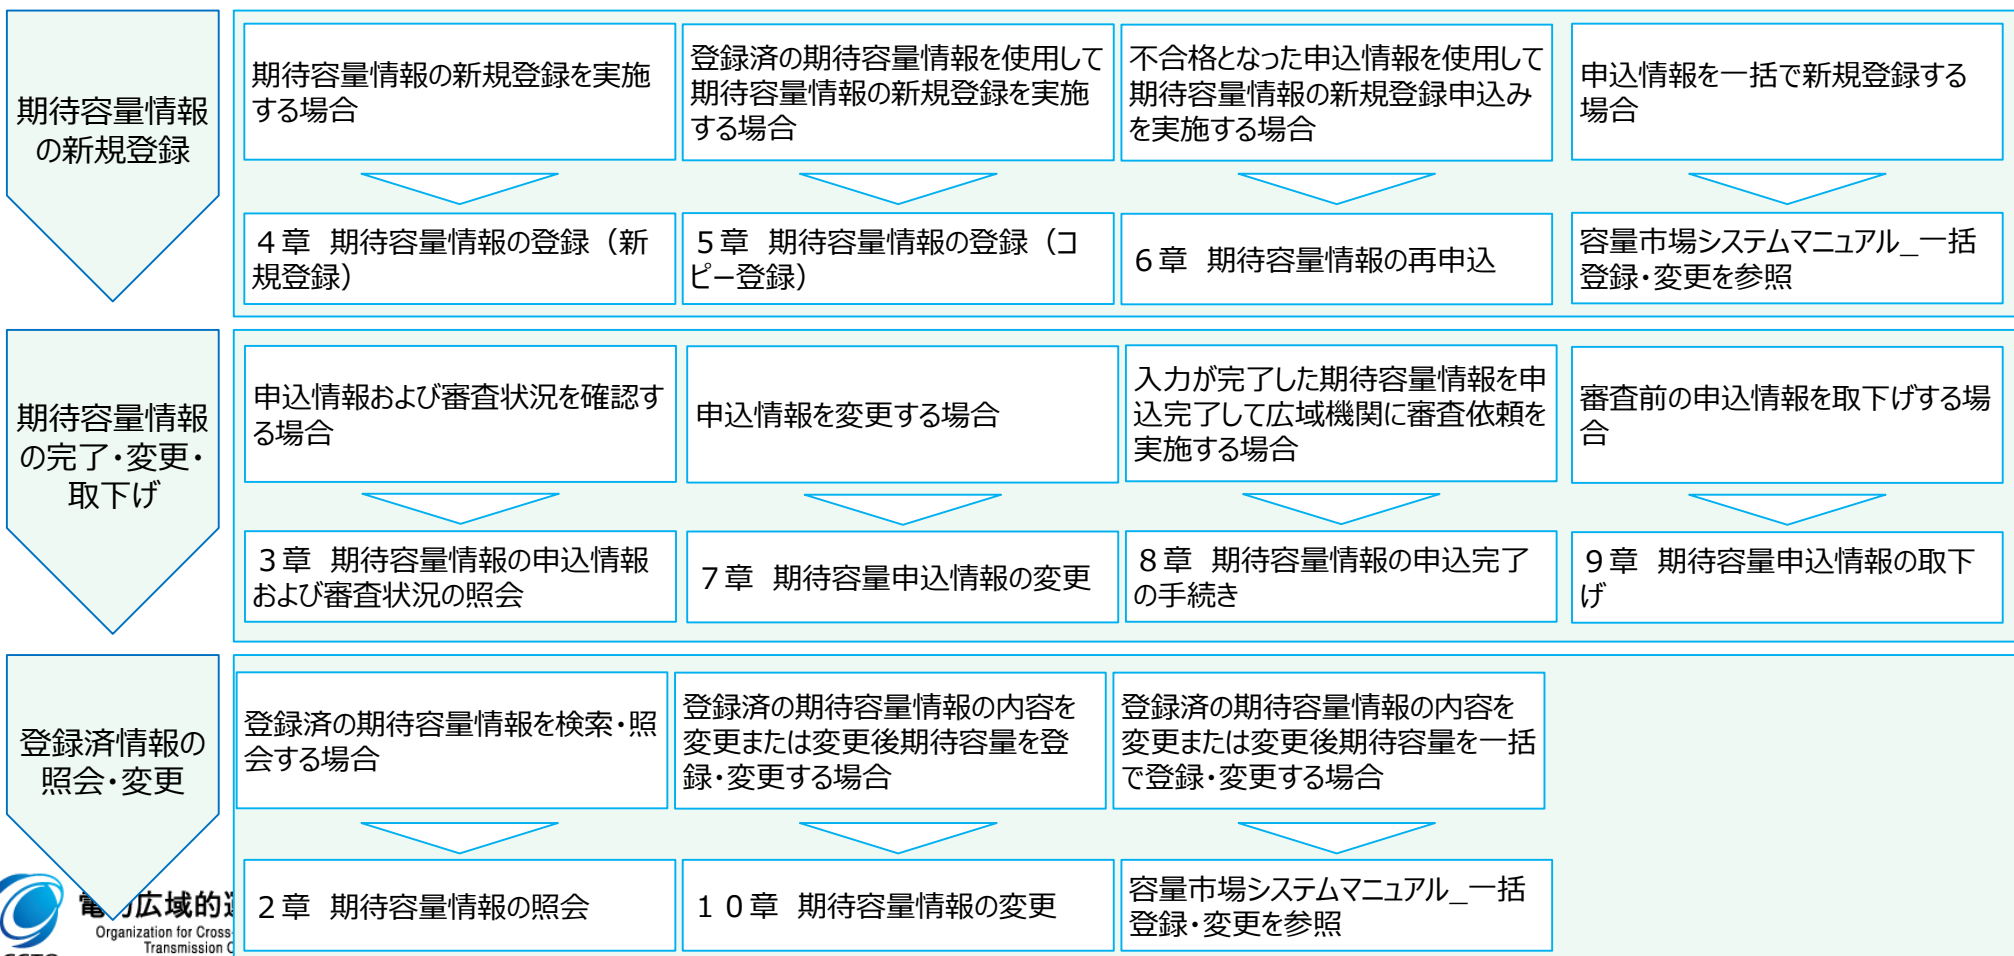 期待容量情報
の新規登録
期待容量情報の新規登録を実施
する場合
登録済の期待容量情報を使用して
期待容量情報の新規登録を実施
する場合
不合格となった申込情報を使用して
期待容量情報の新規登録申込み
を実施する場合
申込情報を一括で新規登録する
場合
４章 期待容量情報の登録（新
規登録）
５章 期待容量情報の登録（コ
ピー登録）
６章 期待容量情報の再申込
容量市場システムマニュアル_一括
登録・変更を参照
期待容量情報
の完了・変更・
取下げ
申込情報および審査状況を確認す
る場合
申込情報を変更する場合
入力が完了した期待容量情報を申
込完了して広域機関に審査依頼を
実施する場合
審査前の申込情報を取下げする場
合
３章 期待容量情報の申込情報
および審査状況の照会
７章 期待容量申込情報の変更
８章 期待容量情報の申込完了
の手続き
９章 期待容量申込情報の取下
げ
登録済情報の
照会・変更
登録済の期待容量情報を検索・照
会する場合
登録済の期待容量情報の内容を
変更または変更後期待容量を登
録・変更する場合
登録済の期待容量情報の内容を
変更または変更後期待容量を一括
で登録・変更する場合
２章 期待容量情報の照会
１０章 期待容量情報の変更
容量市場システムマニュアル_一括
登録・変更を参照
広域的
Organization for Cross
Transmission